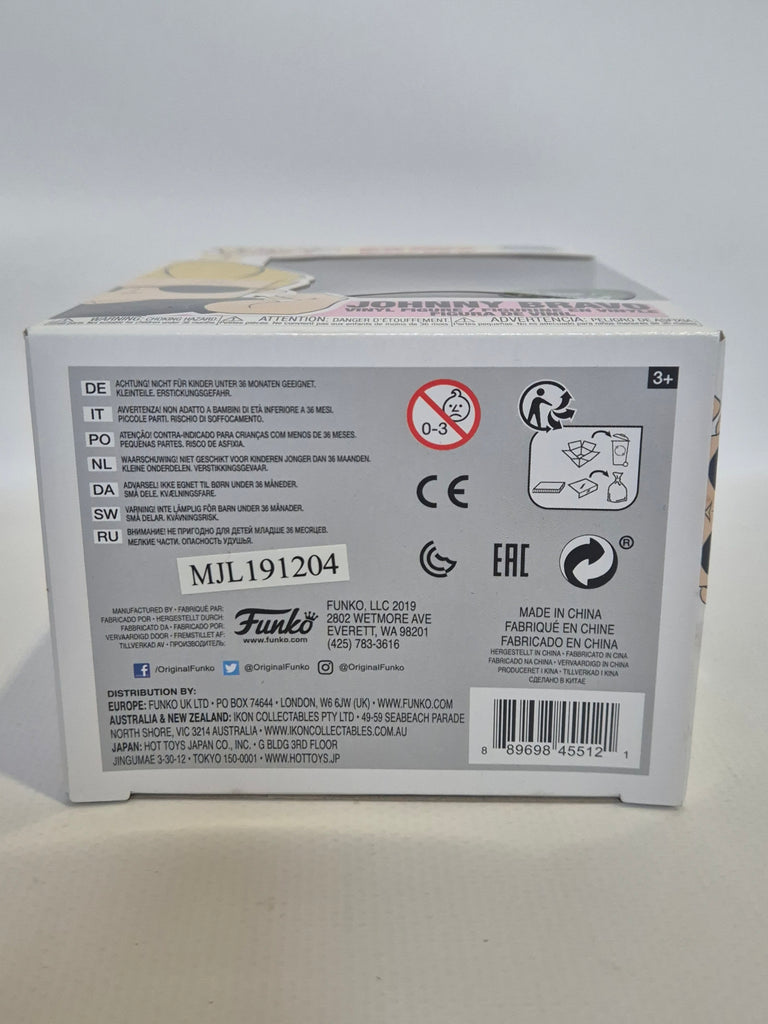 JOHNNY BRAVO
VINYL FIGURE / FIGURINE EN VINYLE
FIGURA DE VINIL
WARNING: CHOKING HAZARD
ATTENTION: DANGER D'ÉTOUFFEMENT
ADVERTENCIA: PELIGRO DE ASFIXIA
3+
DE ACHTUNG! NICHT FÜR KINDER UNTER 36 MONATEN GEEIGNET.
KLEINTEILE. ERSTICKUNGSGEFAHR.
IT AVVERTENZA! NON ADATTO A BAMBINI DI ETÀ INFERIORE A 36 MESI.
PICCOLE PARTI. RISCHIO DI SOFFOCAMENTO.
PO ATENÇÃO! CONTRA-INDICADO PARA CRIANÇAS COM MENOS DE 36 MESES.
PEQUENAS PARTES. RISCO DE ASFIXIA.
NL WAARSCHUWING! NIET GESCHIKT VOOR KINDEREN JONGER DAN 36 MAANDEN.
KLEINE ONDERDELEN. VERSTIKKINGSGEVAAR.
DA ADVARSEL! IKKE EGNET TIL BØRN UNDER 36 MÅNEDER.
SMÅ DELE. KVÆLNINGSFARE.
SW VARNING! INTE LÄMPLIG FÖR BARN UNDER 36 MÅNADER.
SMÅ DELAR. KVÄVNINGSRISK.
RU ВНИМАНИЕ! НЕ ПРИГОДНО ДЛЯ ДЕТЕЙ МЛАДШЕ 36 МЕСЯЦЕВ.
МЕЛКИЕ ЧАСТИ. ОПАСНОСТЬ УДУШЬЯ.
0-3
CE
EAC
®
MJL191204
MANUFACTURED BY • FABRIQUÉ PAR:
FABRICADO POR • HERGESTELLT DURCH:
FABBRICATO DA • FABRICADO POR:
VERVAARDIGD DOOR • FREMSTILLET AF:
TILLVERKAD AV • ПРОИЗВОДИТЕЛЬ:
Funko
www.funko.com
FUNKO, LLC 2019
2802 WETMORE AVE
EVERETT, WA 98201
(425) 783-3616
MADE IN CHINA
FABRIQUÉ EN CHINE
FABRICADO EN CHINA
HERGESTELLT IN CHINA • FABBRICATO IN CINA
FABRICADO NA CHINA • VERVAARDIGD IN CHINA
PRODUCERET I KINA • TILLVERKAD I KINA
СДЕЛАНО В КИТАЕ
/OriginalFunko @OriginalFunko @OriginalFunko
DISTRIBUTION BY:
EUROPE: FUNKO UK LTD • PO BOX 74644 • LONDON, W6 6JW (UK) • WWW.FUNKO.COM
AUSTRALIA & NEW ZEALAND: IKON COLLECTABLES PTY LTD • 49-59 SEABEACH PARADE
NORTH SHORE, VIC 3214 AUSTRALIA • WWW.IKONCOLLECTABLES.COM.AU
JAPAN: HOT TOYS JAPAN CO., INC. • G BLDG 3RD FLOOR
JINGUMAE 3-30-12 • TOKYO 150-0001 • WWW.HOTTOYS.JP
8 89698 45512 1